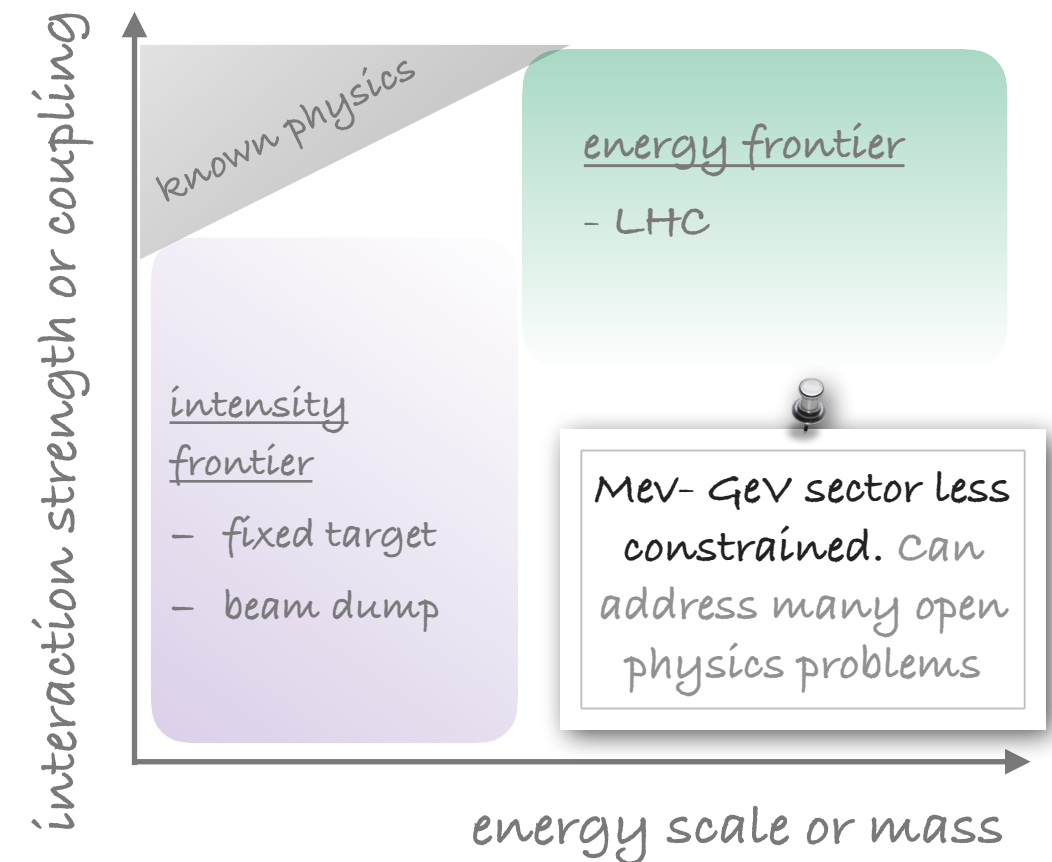 interaction strength or coupling
known physics
energy frontier
- LHC
intensity
frontier
– fixed target
– beam dump
MeV- GeV sector less
constrained. Can
address many open
physics problems
energy scale or mass